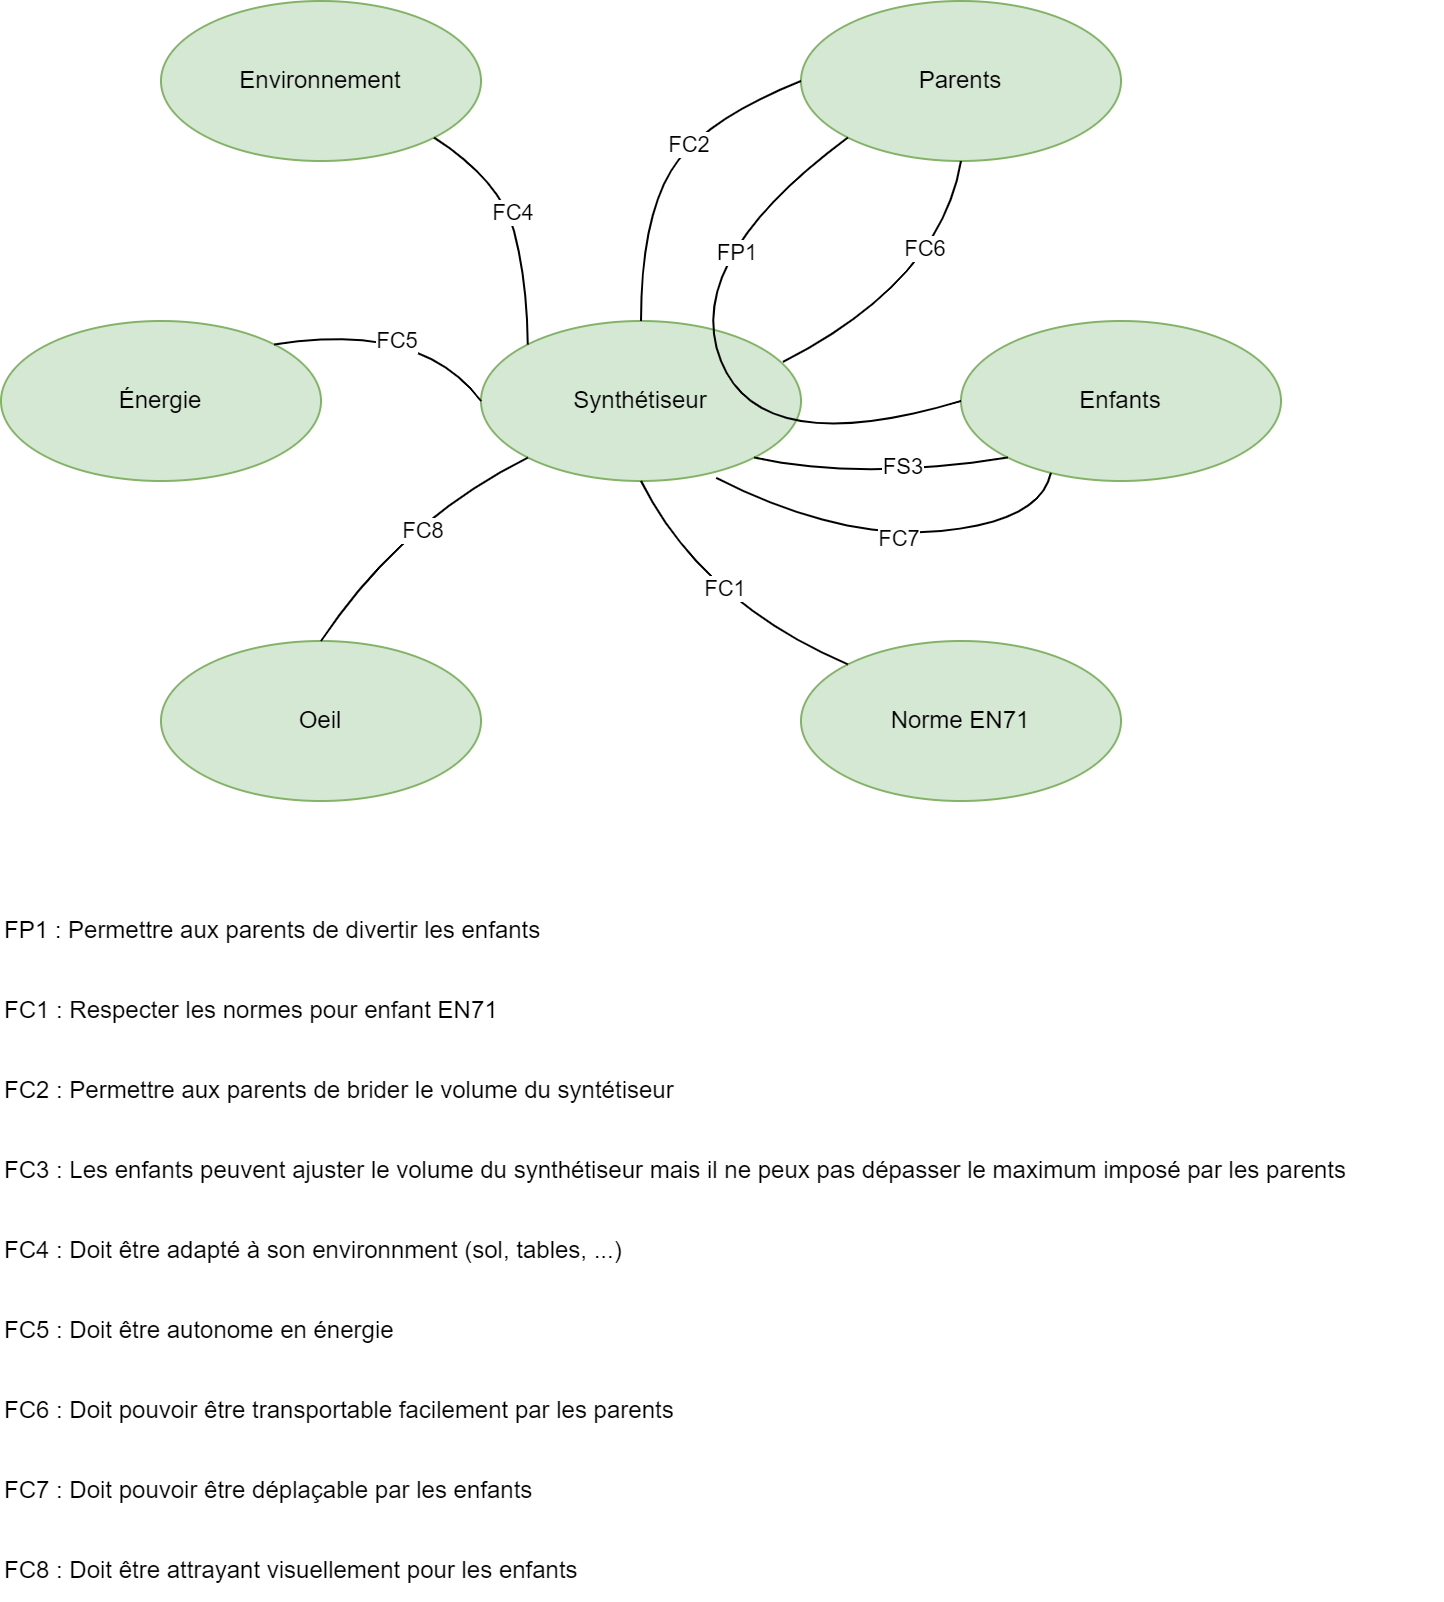 Environnement
Parents
FC2
FC4
FP1
FC6
FC5
Énergie
Synthétiseur
Enfants
FS3
FC8
FC7
FC1
Oeil
Norme EN71
FP1 : Permettre aux parents de divertir les enfants
FC1 : Respecter les normes pour enfant EN71
FC2 : Permettre aux parents de brider le volume du syntétiseur
FC3 : Les enfants peuvent ajuster le volume du synthétiseur mais il ne peux pas dépasser le maximum imposé par les parents
FC4 : Doit être adapté à son environnment (sol, tables, ...)
FC5 : Doit être autonome en énergie
FC6 : Doit pouvoir être transportable facilement par les parents
FC7 : Doit pouvoir être déplaçable par les enfants
FC8 : Doit être attrayant visuellement pour les enfants